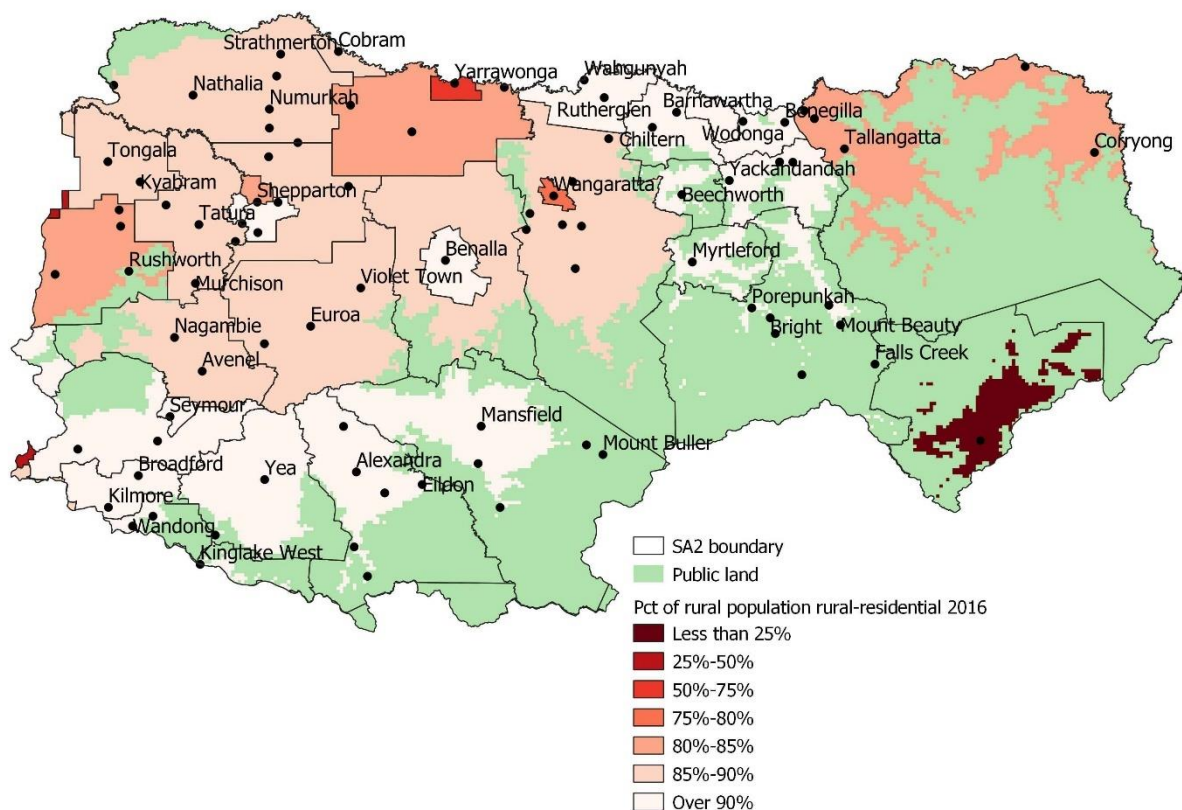 Strathmerton
Cobram
Nathalia
Yarrawonga
Wahgunyah
Numurkah
Rutherglen
Barnawartha
Bonegilla
Chiltern
Wodonga
Tallangatta
Corryong
Tongala
Kyabram
Shepparton
Wangaratta
Yackandandah
Beechworth
Tatura
Benalla
Myrtleford
Rushworth
Murchison
Violet Town
Porepunkah
Nagambie
Euroa
Bright
Mount Beauty
Avenel
Falls Creek
Seymour
Mansfield
Mount Buller
Broadford
Yea
Alexandra
Eildon
Kilmore
Wandong
Kinglake West
SA2 boundary
Public land
Pct of rural population rural-residential 2016
Less than 25%
25%-50%
50%-75%
75%-80%
80%-85%
85%-90%
Over 90%